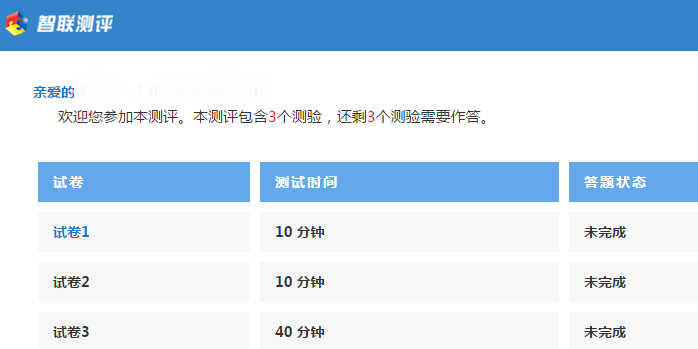 智联测评
亲爱的
欢迎您参加本测评。本测评包含3个测验，还剩3个测验需要作答。
试卷 测试时间 答题状态
试卷1 10 分钟 未完成
试卷2 10 分钟 未完成
试卷3 40 分钟 未完成